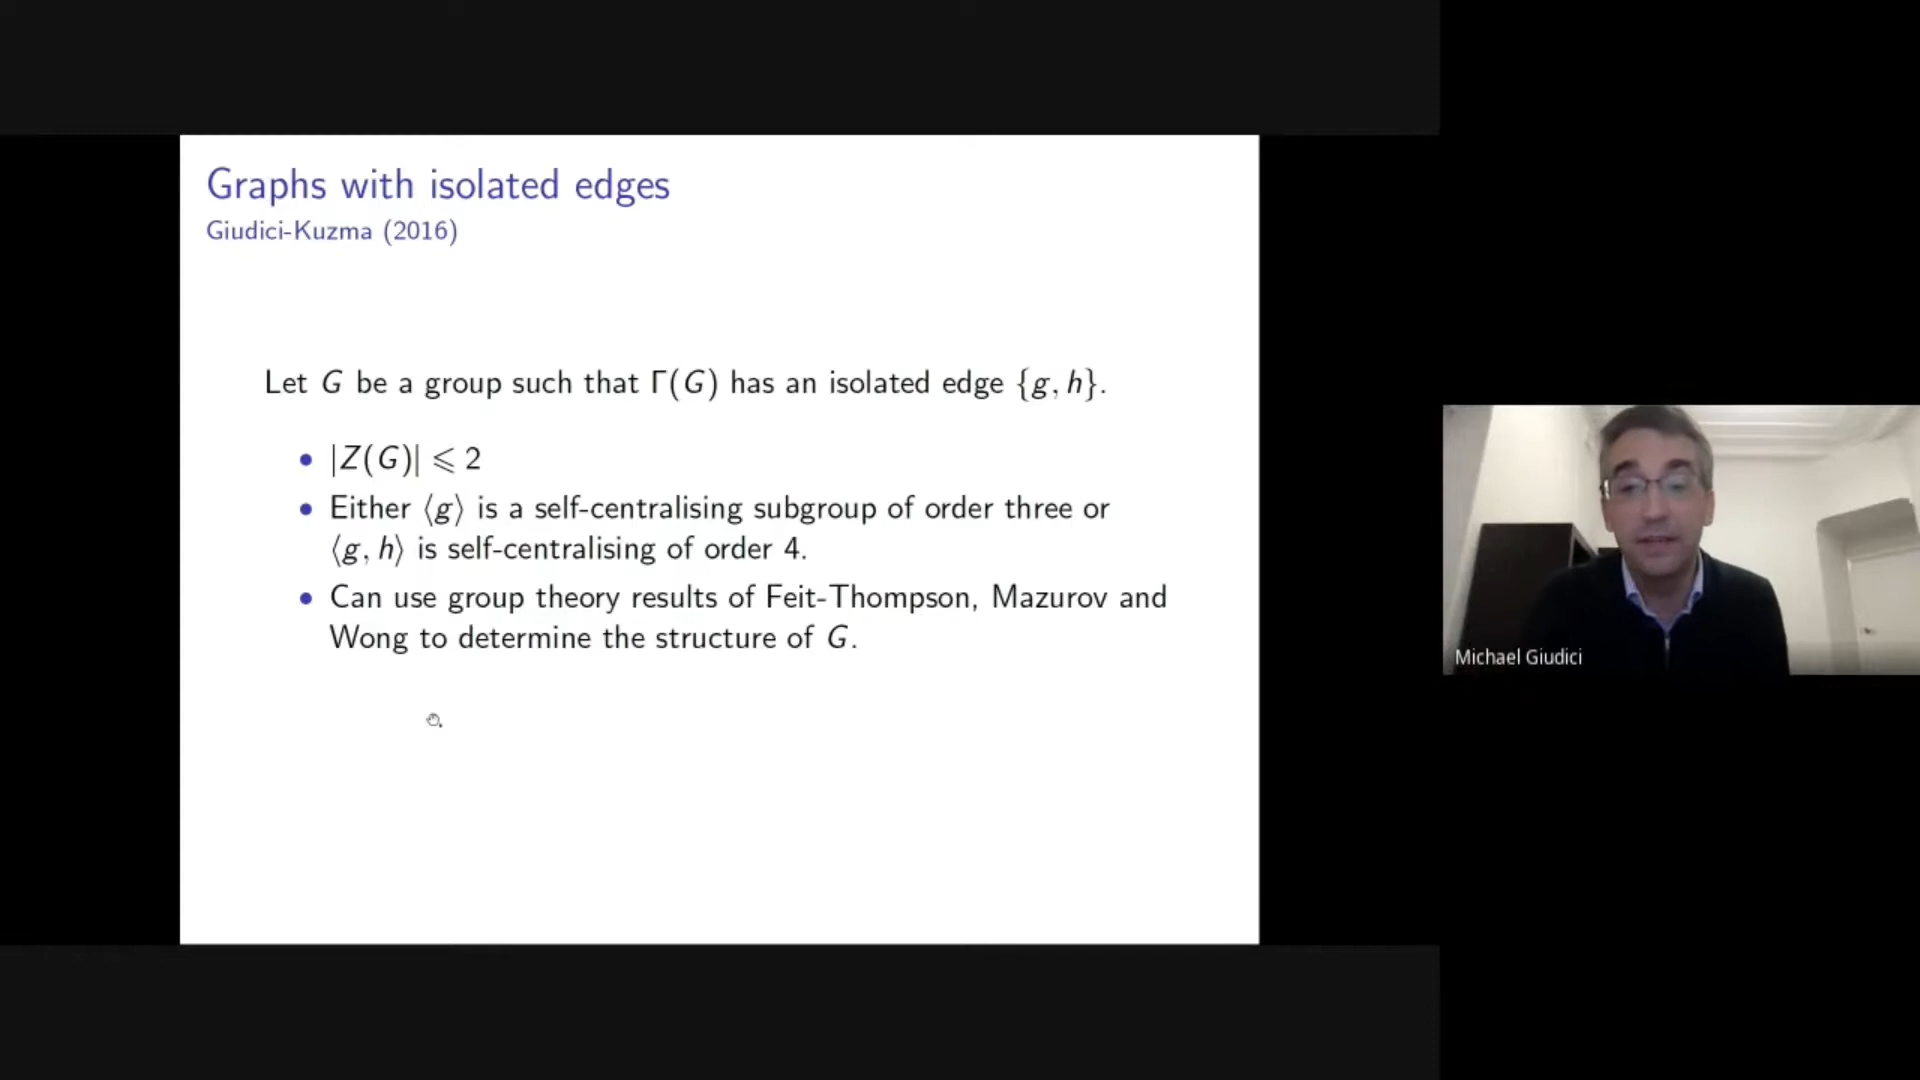 Graphs with isolated edges
Giudici-Kuzma (2016)
Let G be a group such that Γ(G) has an isolated edge {g, h}.
• |Z(G)| ⩽ 2
• Either ⟨g⟩ is a self-centralising subgroup of order three or
⟨g, h⟩ is self-centralising of order 4.
• Can use group theory results of Feit-Thompson, Mazurov and
Wong to determine the structure of G.
Michael Giudici